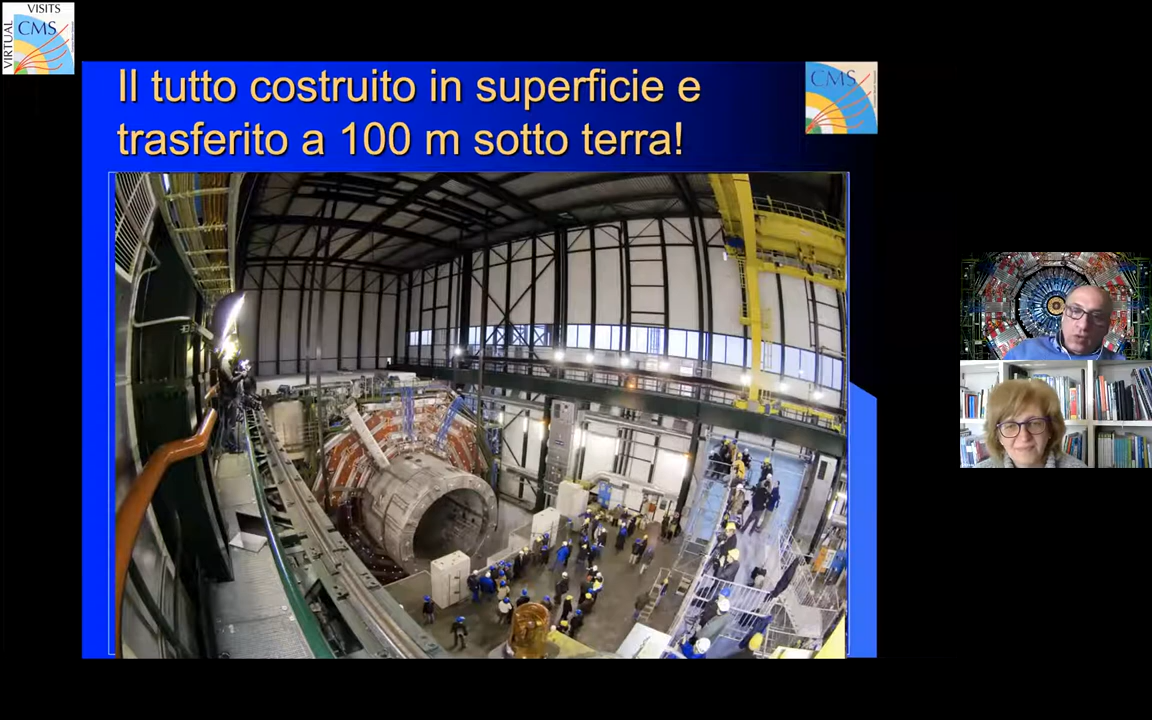 VISITS
VIRTUAL
CMS
Il tutto costruito in superficie e
trasferito a 100 m sotto terra!
CMS